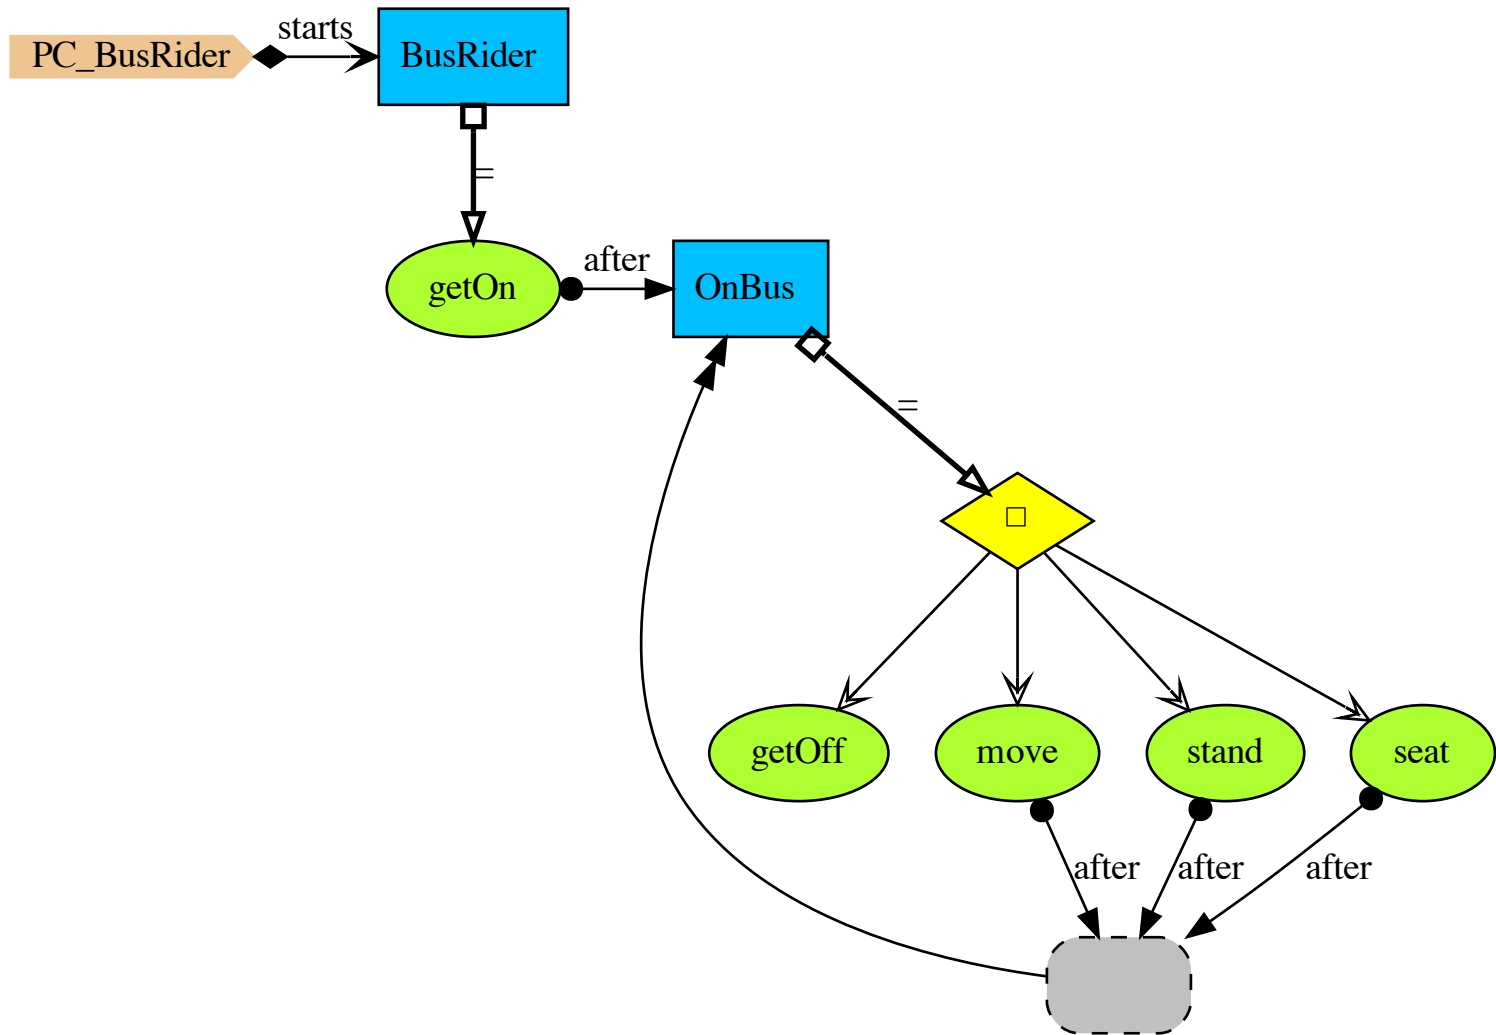 starts
PC_BusRider
BusRider
=
after
getOn
OnBus
=
□
getOff
move
stand
seat
after
after
after